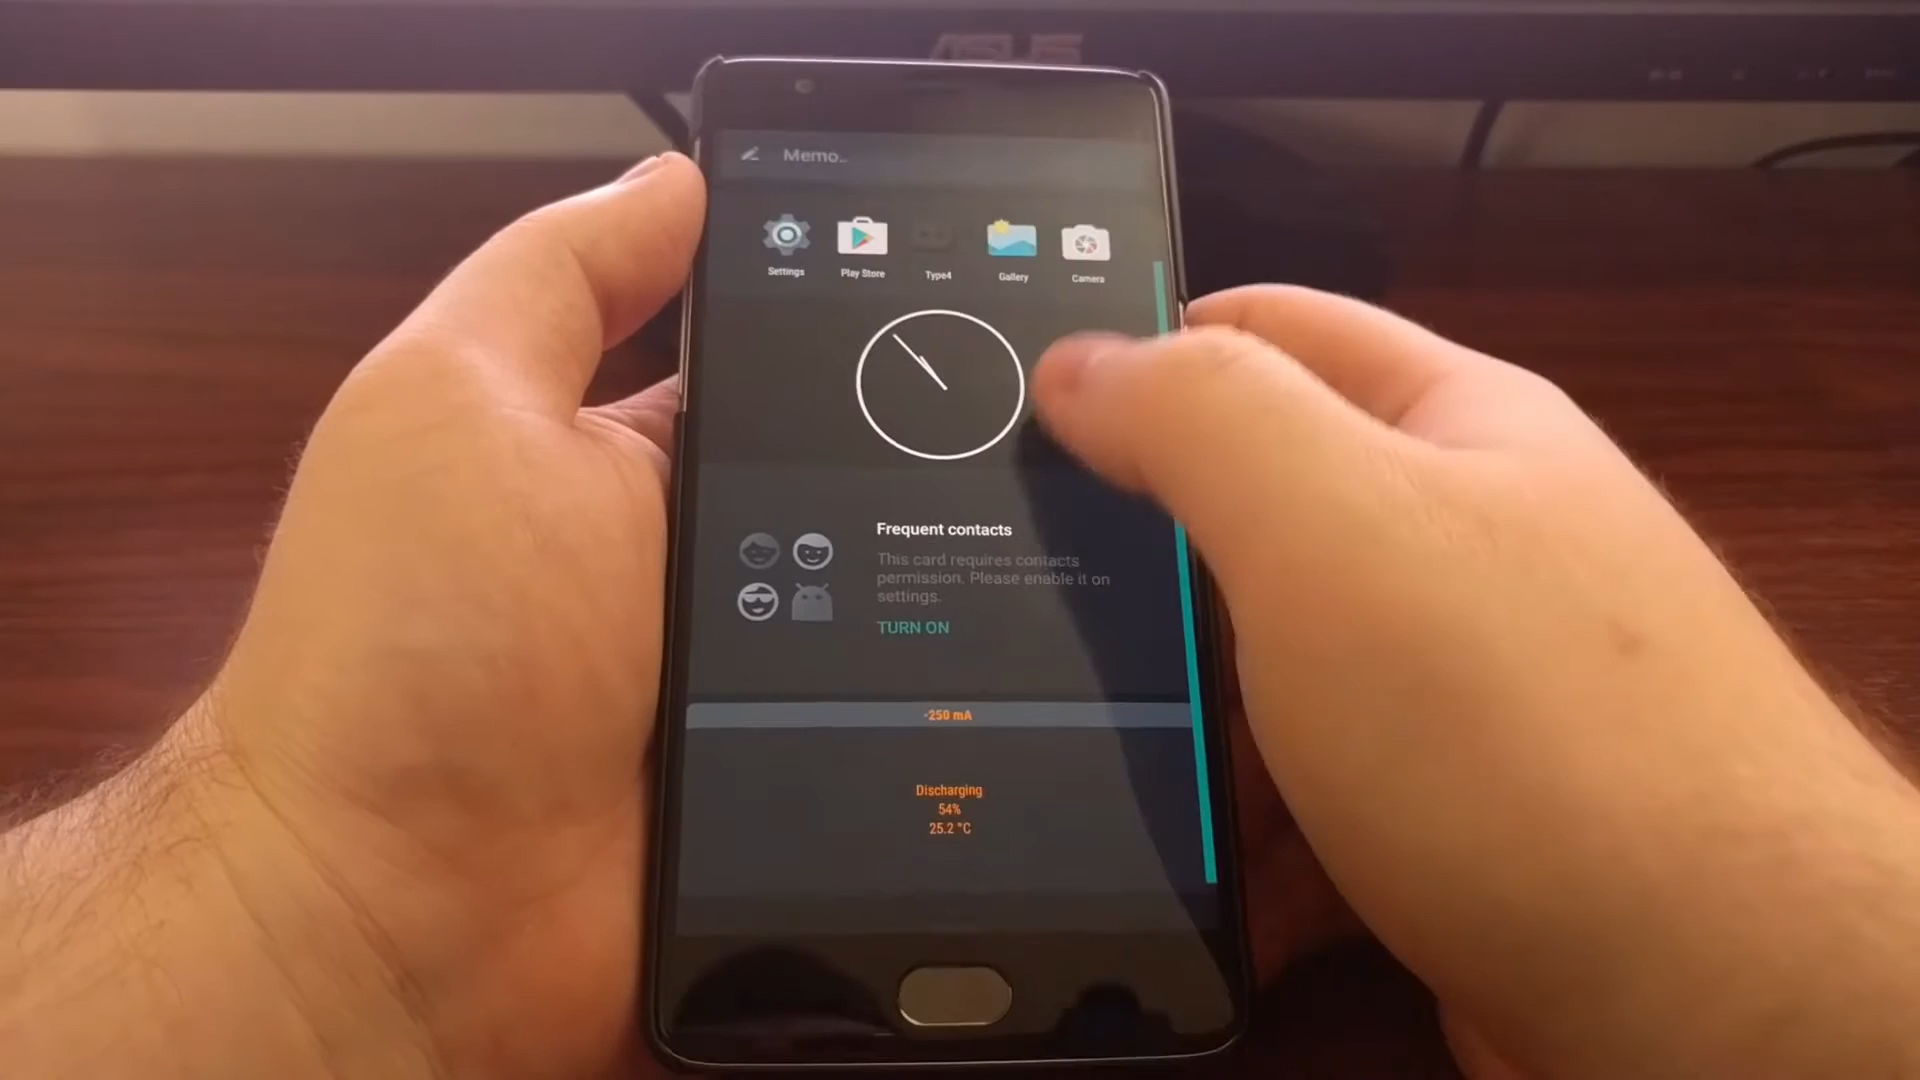 ASUS
Memo..
Settings
Play Store
Type4
Gallery
Camera
Frequent contacts
This card requires contacts
permission. Please enable it on
settings.
TURN ON
-250 mA
Discharging
54%
25.2 °C